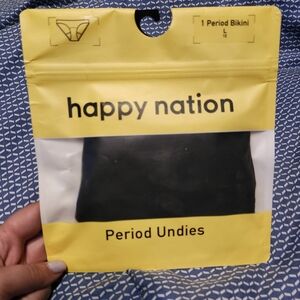 1 Period Bikini
L
happy nation
Period Undies